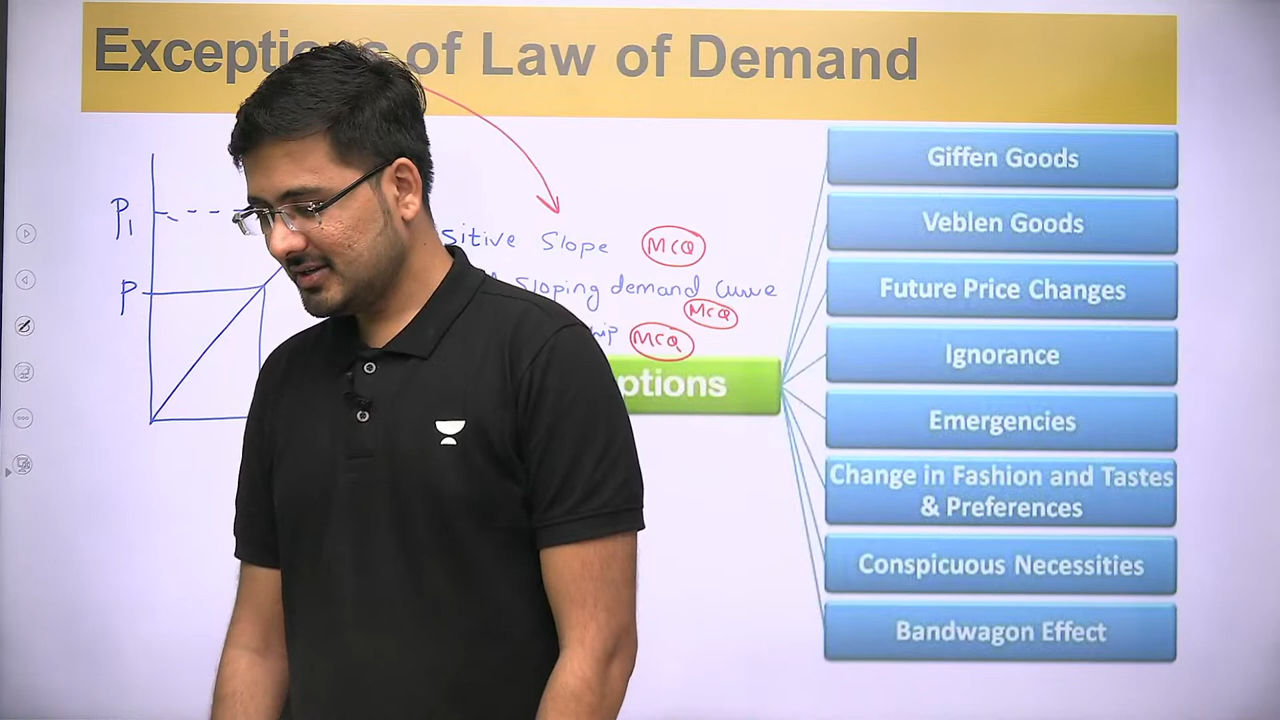 Exceptions of Law of Demand
P1
P
sitive Slope MCQ
sloping demand curve
MCQ
MCQ
ptions
Giffen Goods
Veblen Goods
Future Price Changes
Ignorance
Emergencies
Change in Fashion and Tastes
& Preferences
Conspicuous Necessities
Bandwagon Effect